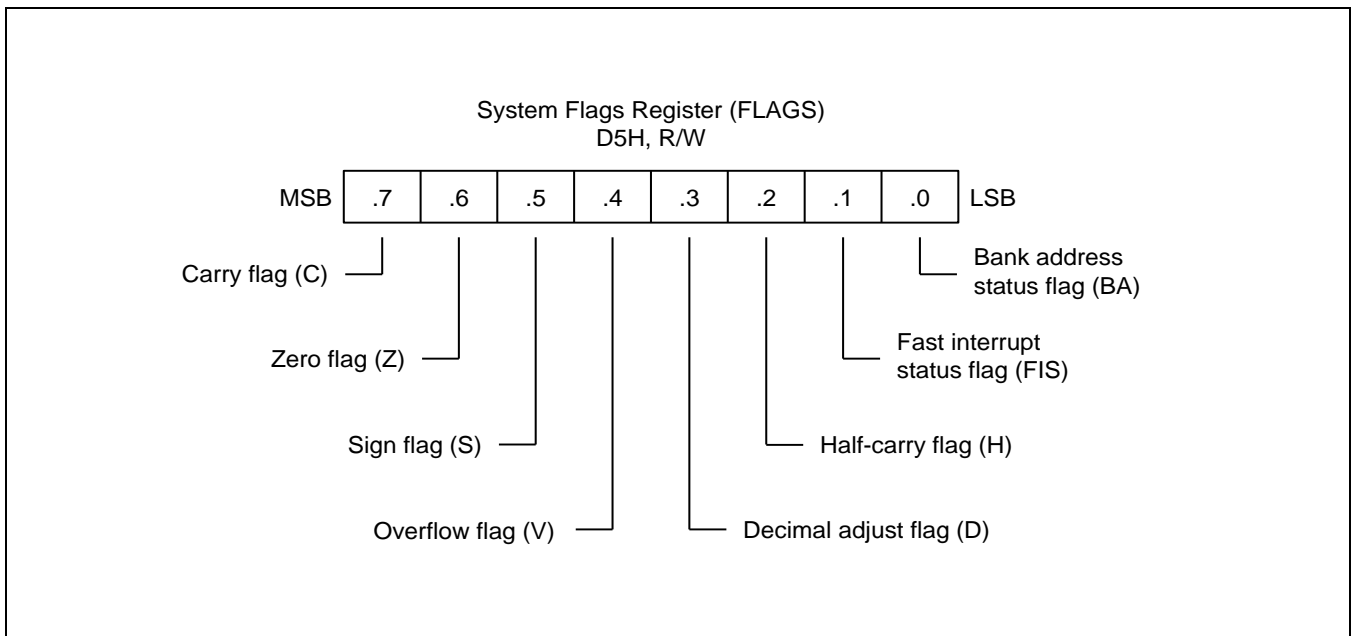 System Flags Register (FLAGS)
D5H, R/W
MSB .7 .6 .5 .4 .3 .2 .1 .0 LSB
Carry flag (C)
Bank address
status flag (BA)
Zero flag (Z)
Fast interrupt
status flag (FIS)
Sign flag (S)
Half-carry flag (H)
Overflow flag (V)
Decimal adjust flag (D)